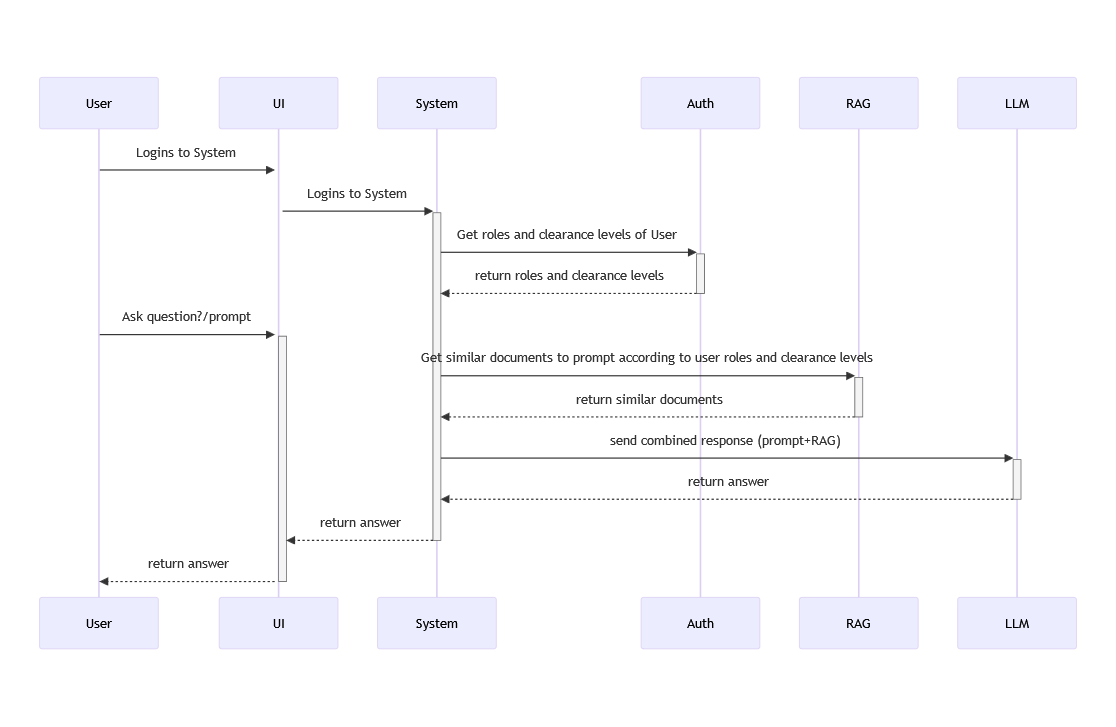 User
UI
System
Auth
RAG
LLM
Logins to System
Logins to System
Get roles and clearance levels of User
return roles and clearance levels
Ask question?/prompt
Get similar documents to prompt according to user roles and clearance levels
return similar documents
send combined response (prompt+RAG)
return answer
return answer
return answer
User
UI
System
Auth
RAG
LLM